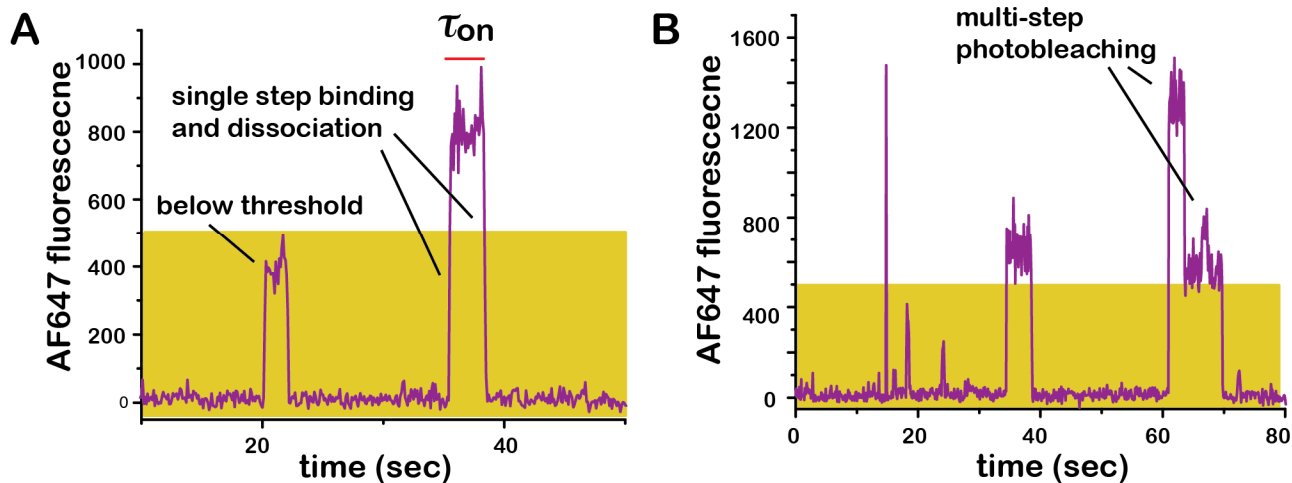 A
AF647 fluorescecne
1000
800
600
400
200
0
20
40
time (sec)
τon
single step binding
and dissociation
below threshold
B
AF647 fluorescecne
1600
1200
800
400
0
0
20
40
60
80
time (sec)
multi-step
photobleaching